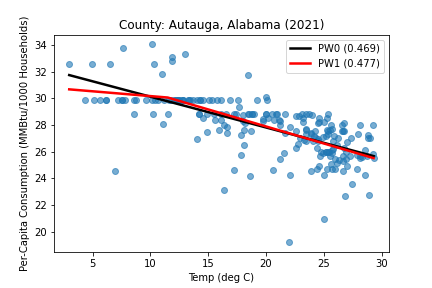 County: Autauga, Alabama (2021)
Per-Capita Consumption (MMBtu/1000 Households)
34
32
30
28
26
24
22
20
PW0 (0.469)
PW1 (0.477)
5 10 15 20 25 30
Temp (deg C)